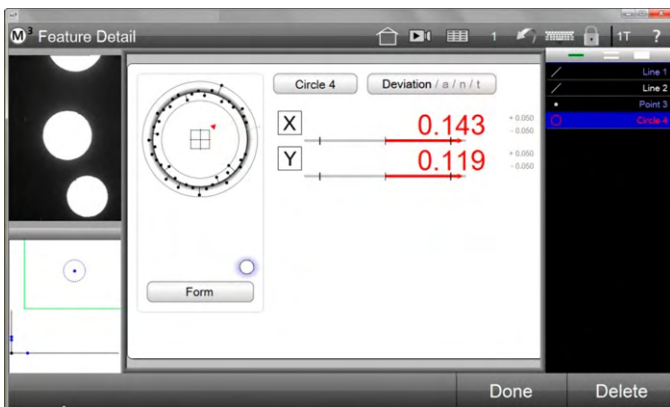 M3 Feature Detail
1
1T ?
Circle 4
Deviation / a / n / t
X
0.143
+ 0.050
- 0.050
Y
0.119
+ 0.050
- 0.050
Form
Line 1
Line 2
Point 3
Circle 4
Done
Delete